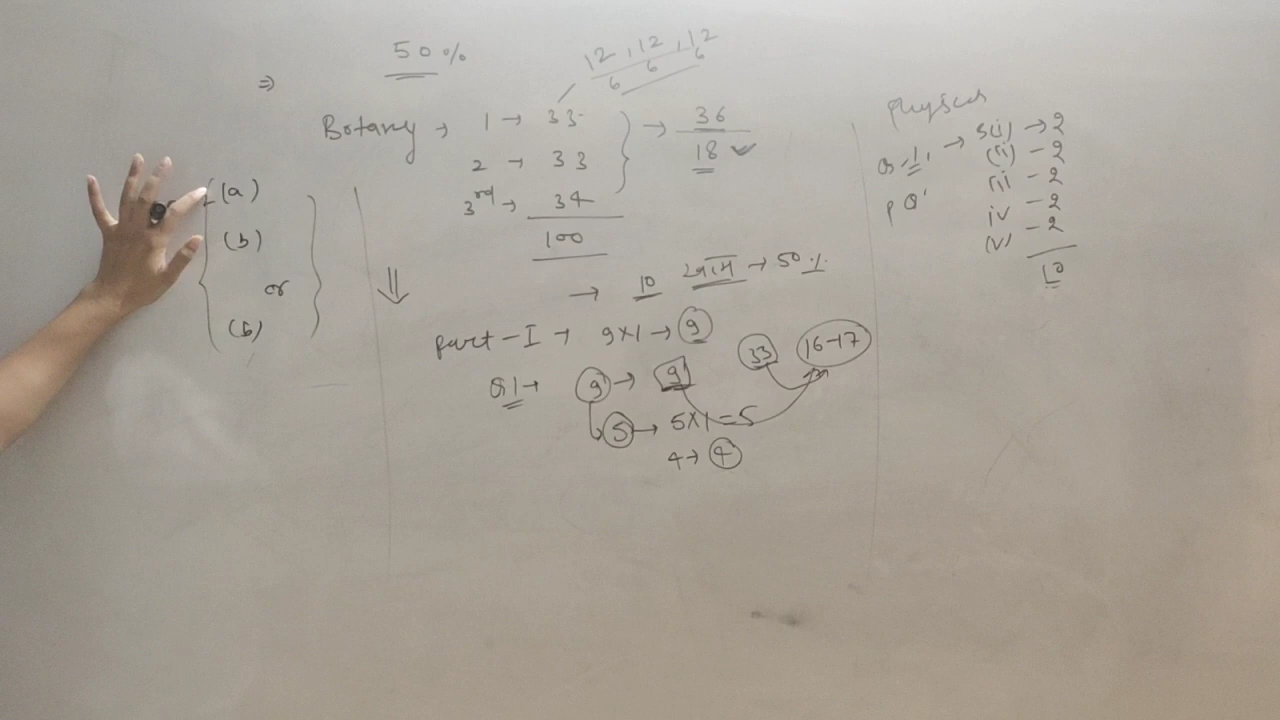 50%
⇒
12, 12, 12
6 6 6
Botany → 1 → 33
2 → 33
3rd → 34
100
→ 36
18 ✓
(a)
(b)
or
(b)
⇓
→ 10 → 50%
Part-I → 9×1 → 9
Q1 → 9 → 9
5 → 5×1=5
4 → 4
33 16-17
Physics
Q.1. → 5(i) → 2
(ii) - 2
iii - 2
iv - 2
(v) - 2
10